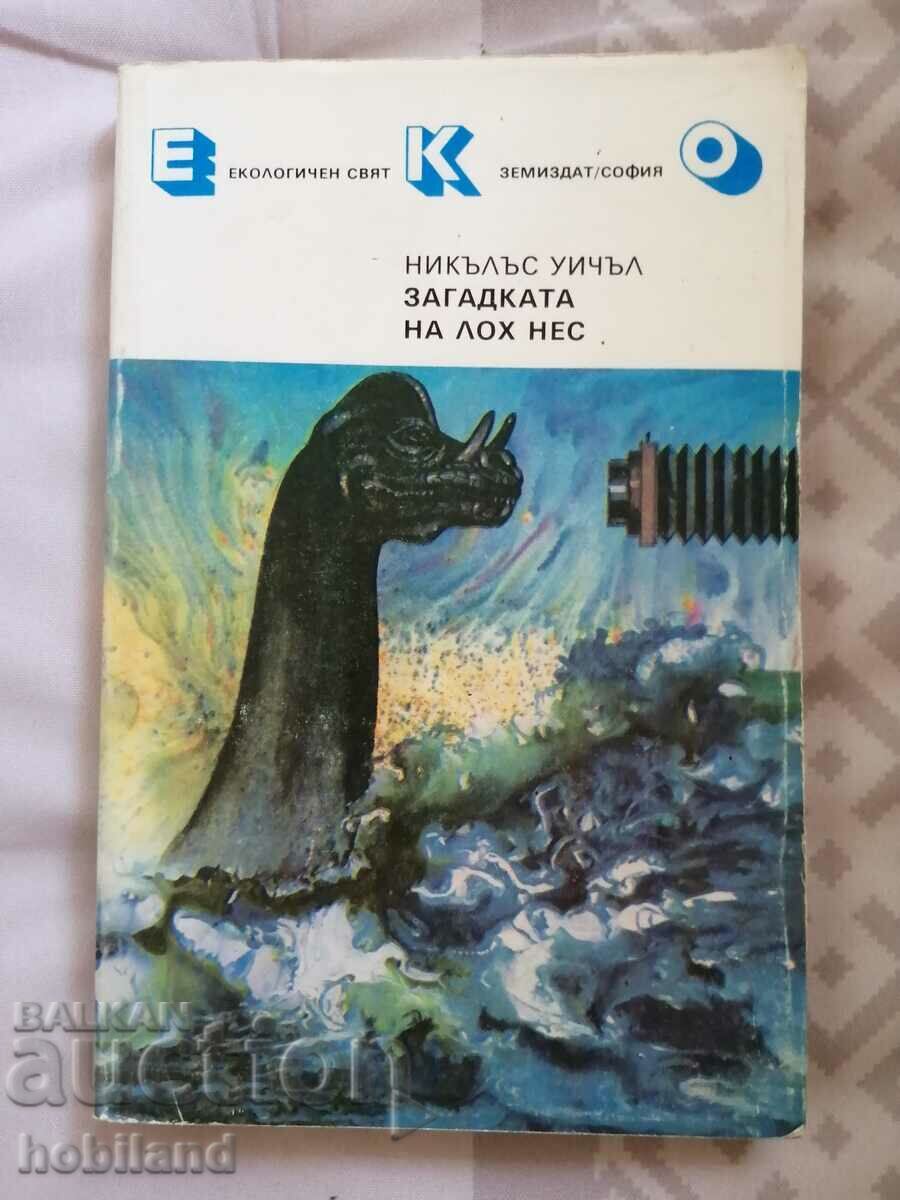 Е ЕКОЛОГИЧЕН СВЯТ К ЗЕМИЗДАТ/СОФИЯ О
НИКЪЛЪС УИЧЪЛ
ЗАГАДКАТА
НА ЛОХ НЕС
BALKAN
auction
hobiland